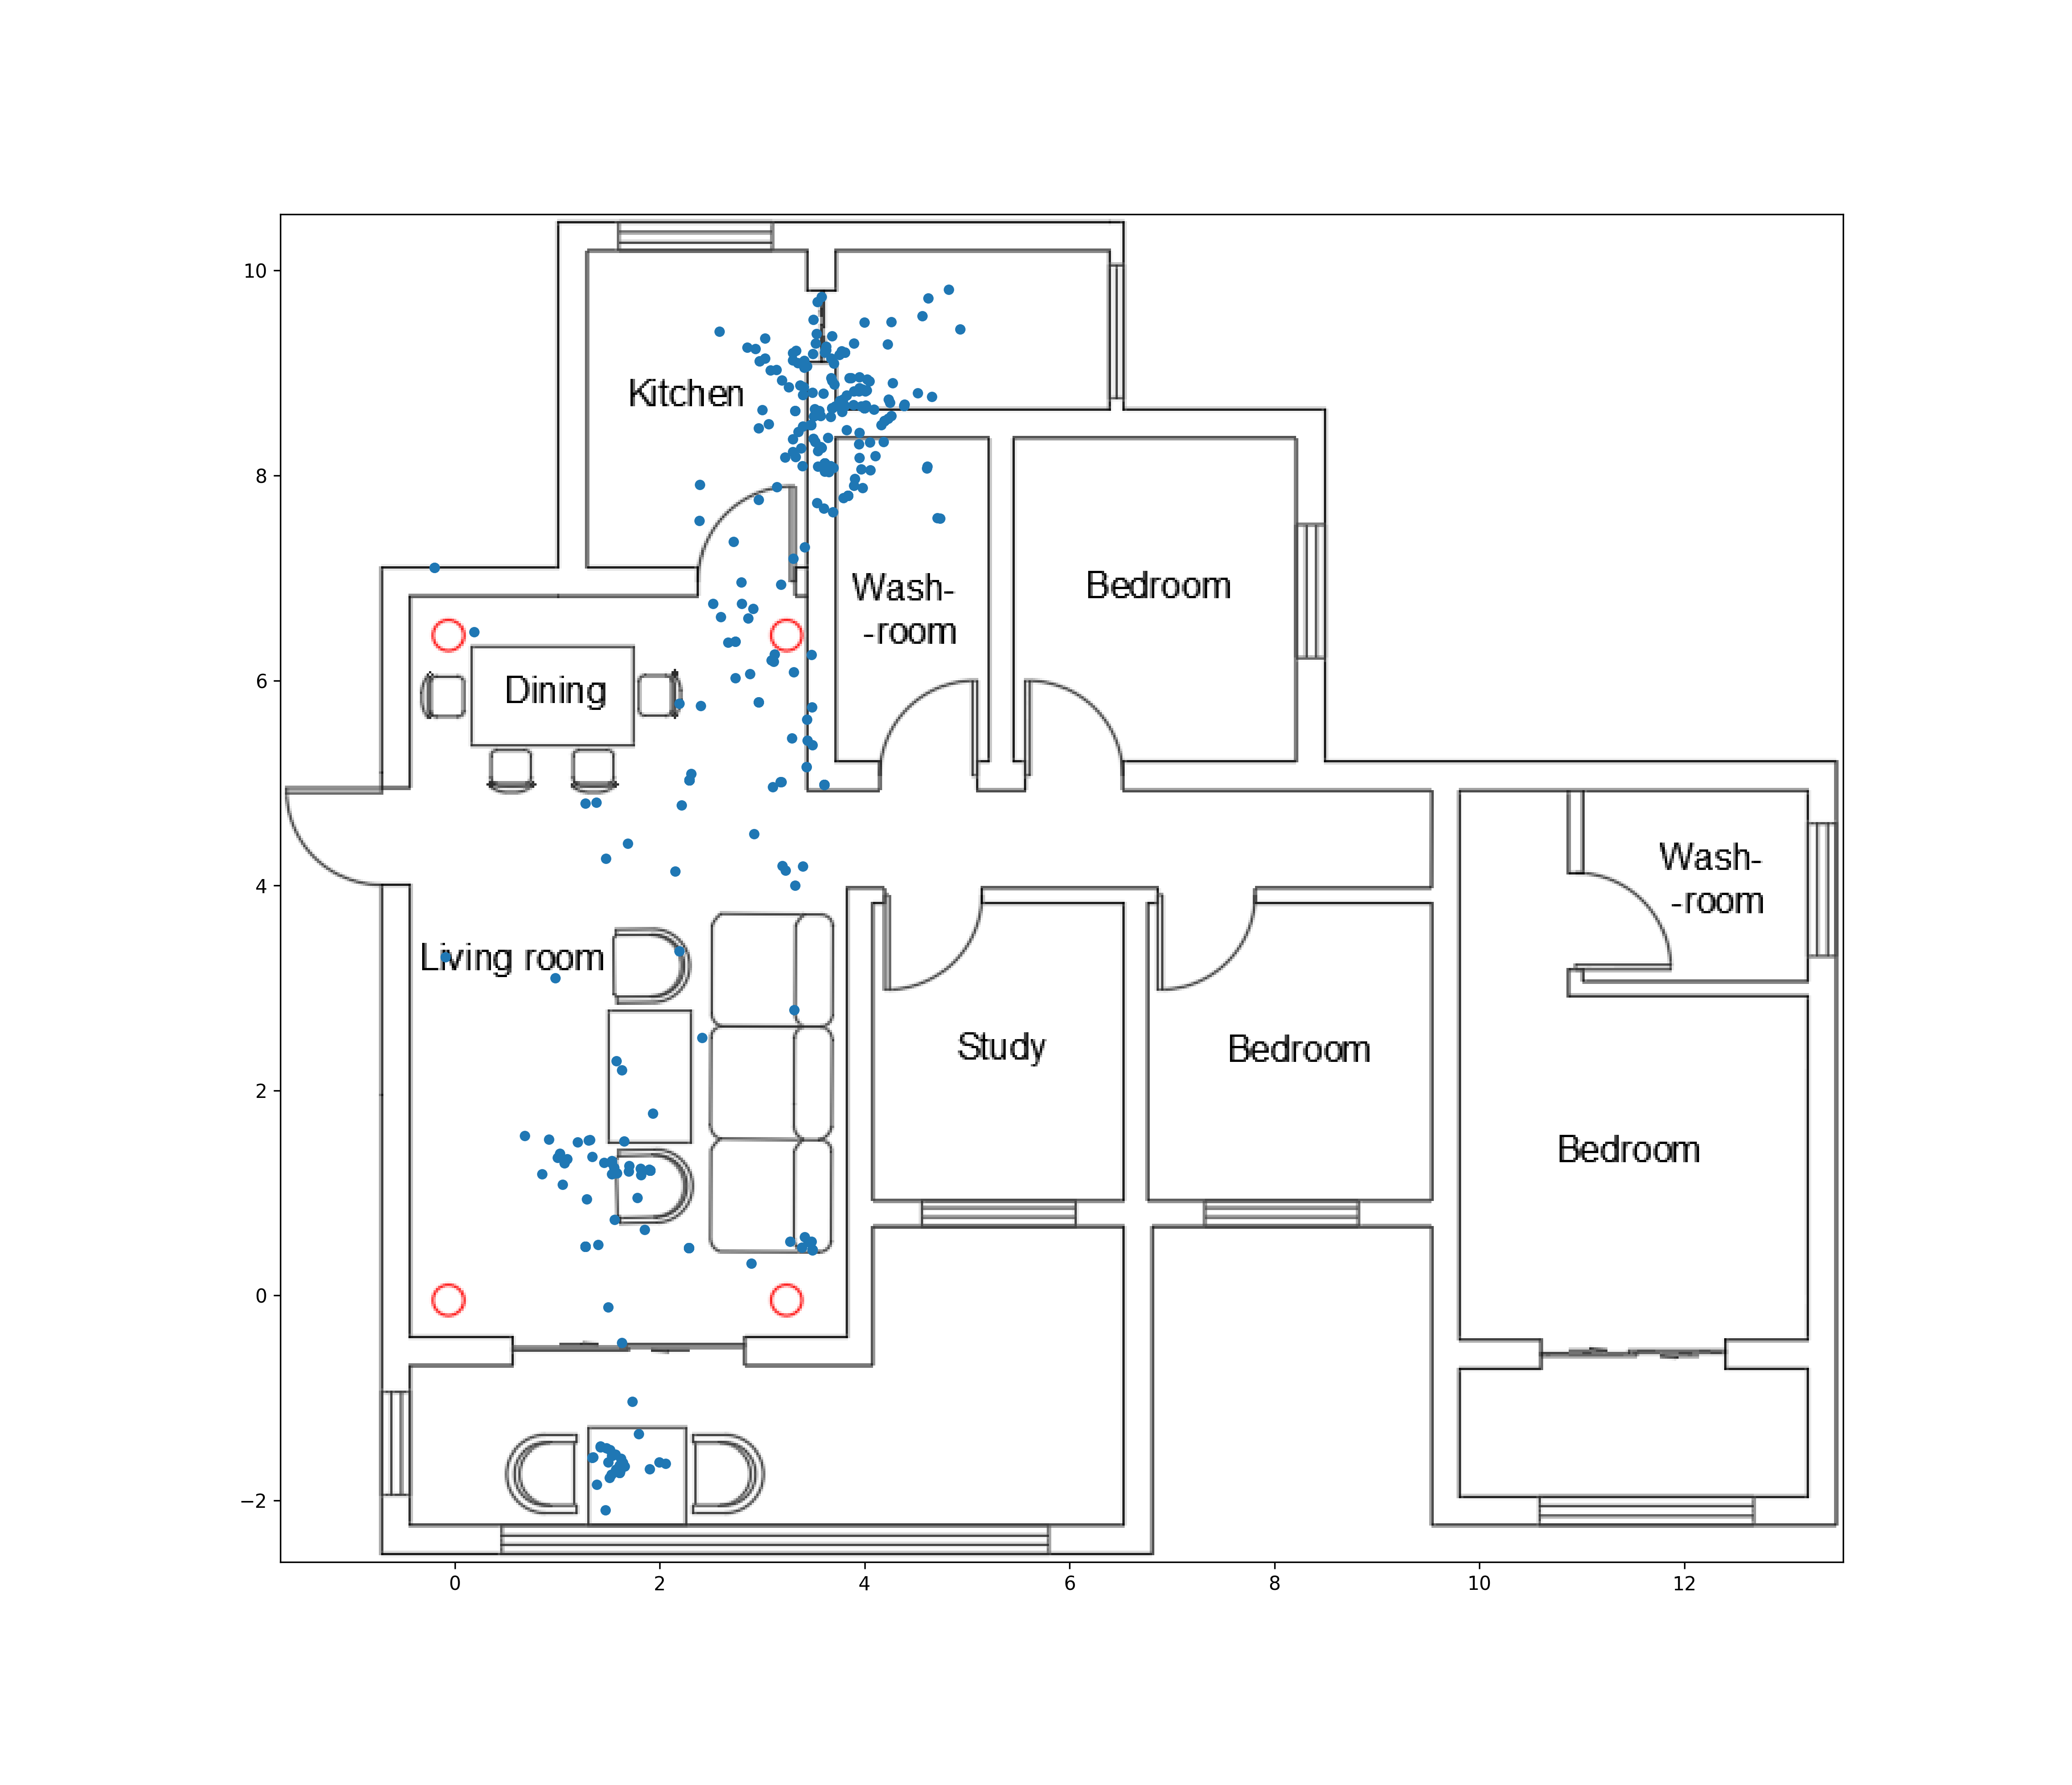 10
8
6
4
2
0
−2
Kitchen
Wash-
-room
Bedroom
Dining
Wash-
-room
Living room
Study
Bedroom
Bedroom
0
2
4
6
8
10
12